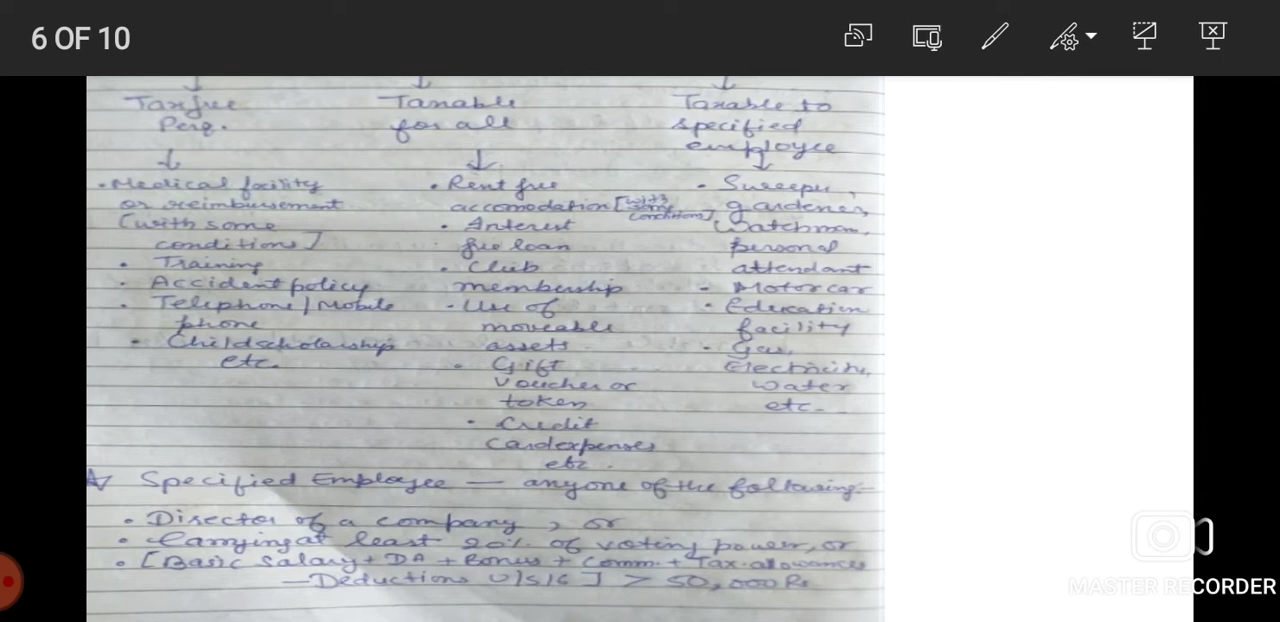 6 OF 10
Taxfree
Perq.
Taxable
for all
Taxable to
specified
employee
• Medical facility
or reimbursement
[with some
conditions]
• Training
• Accident policy
• Telephone / Mobile
phone
• Child scholarship
etc.
• Rent free
accomodation [with some conditions]
• Interest
free loan
• Club
membership
• Use of
moveable
assets
• Gift
Voucher or
token
• Credit
Card expenses
etc.
• Sweeper,
gardener,
Watchman,
personal
attendant
• Motor car
• Education
facility
• Gas,
Electricity,
Water
etc.
Specified Employee — anyone of the following—
• Director of a company, or
• Carrying at least 20% of voting power, or
• [Basic Salary + DA + Bonus + Comm. + Tax. allowances
— Deductions U/S 16] > 50,000 Rs.
MASTER RECORDER